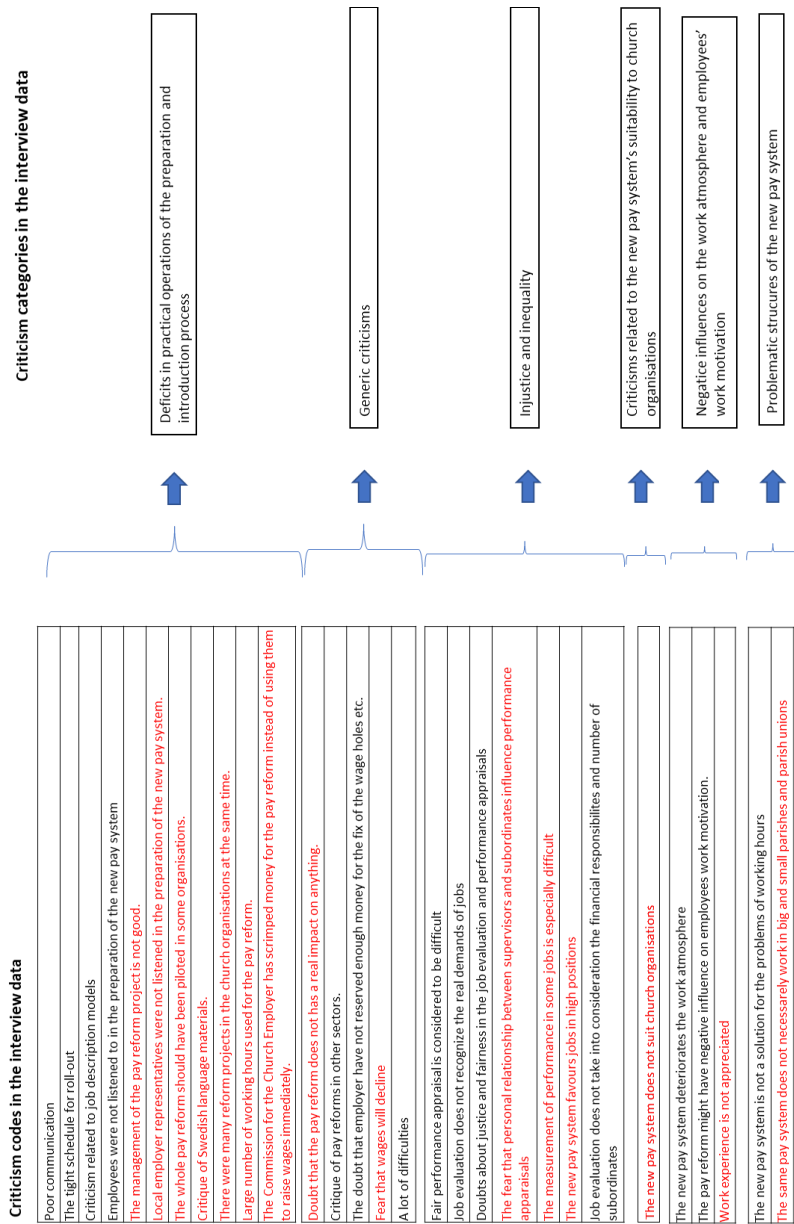 Criticism codes in the interview data
Poor communication
The tight schedule for roll-out
Criticism related to job description models
Employees were not listened to in the preparation of the new pay system
The management of the pay reform project is not good.
Local employer representatives were not listened in the preparation of the new pay system.
The whole pay reform should have been piloted in some organisations.
Critique of Swedish language materials.
There were many reform projects in the church organisations at the same time.
Large number of working hours used for the pay reform.
The Commission for the Church Employer has scrimped money for the pay reform instead of using them
to raise wages immediately.
Doubt that the pay reform does not has a real impact on anything.
Critique of pay reforms in other sectors.
The doubt that employer have not reserved enough money for the fix of the wage holes etc.
Fear that wages will decline
A lot of difficulties
Fair performance appraisal is considered to be difficult
Job evaluation does not recognize the real demands of jobs
Doubts about justice and fairness in the job evaluation and performance appraisals
The fear that personal relationship between supervisors and subordinates influence performance
appraisals
The measurement of performance in some jobs is especially difficult
The new pay system favours jobs in high positions
Job evaluation does not take into consideration the financial responsibilites and number of
subordinates
The new pay system does not suit church organisations
The new pay system deteriorates the work atmosphere
The pay reform might have negative influence on employees work motivation.
Work experience is not appreciated
The new pay system is not a solution for the problems of working hours
The same pay system does not necessarely work in big and small parishes and parish unions
Criticism categories in the interview data
Deficits in practical operations of the preparation and
introduction process
Generic criticisms
Injustice and inequality
Criticisms related to the new pay system's suitability to church
organisations
Negatice influences on the work atmosphere and employees'
work motivation
Problematic strucures of the new pay system